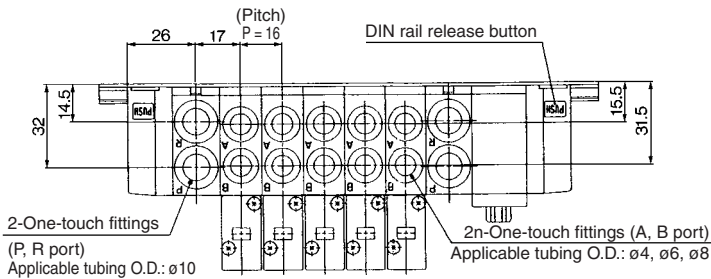 (Pitch)
P = 16
26
17
DIN rail release button
14.5
32
PUSH
PUSH
15.5
31.5
R
A
A
A
A
A
R
P
B
B
B
B
B
P
2-One-touch fittings
(P, R port)
Applicable tubing O.D.: ø10
2n-One-touch fittings (A, B port)
Applicable tubing O.D.: ø4, ø6, ø8